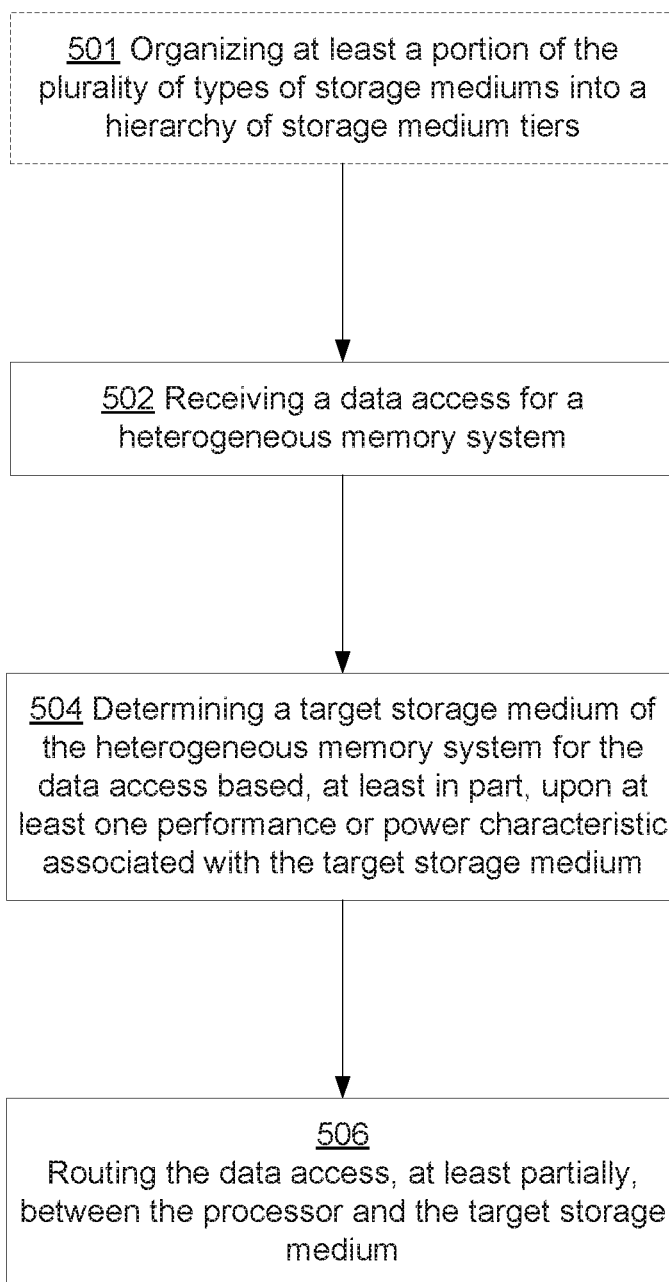 501 Organizing at least a portion of the
plurality of types of storage mediums into a
hierarchy of storage medium tiers
502 Receiving a data access for a
heterogeneous memory system
504 Determining a target storage medium of
the heterogeneous memory system for the
data access based, at least in part, upon at
least one performance or power characteristic
associated with the target storage medium
506
Routing the data access, at least partially,
between the processor and the target storage
medium